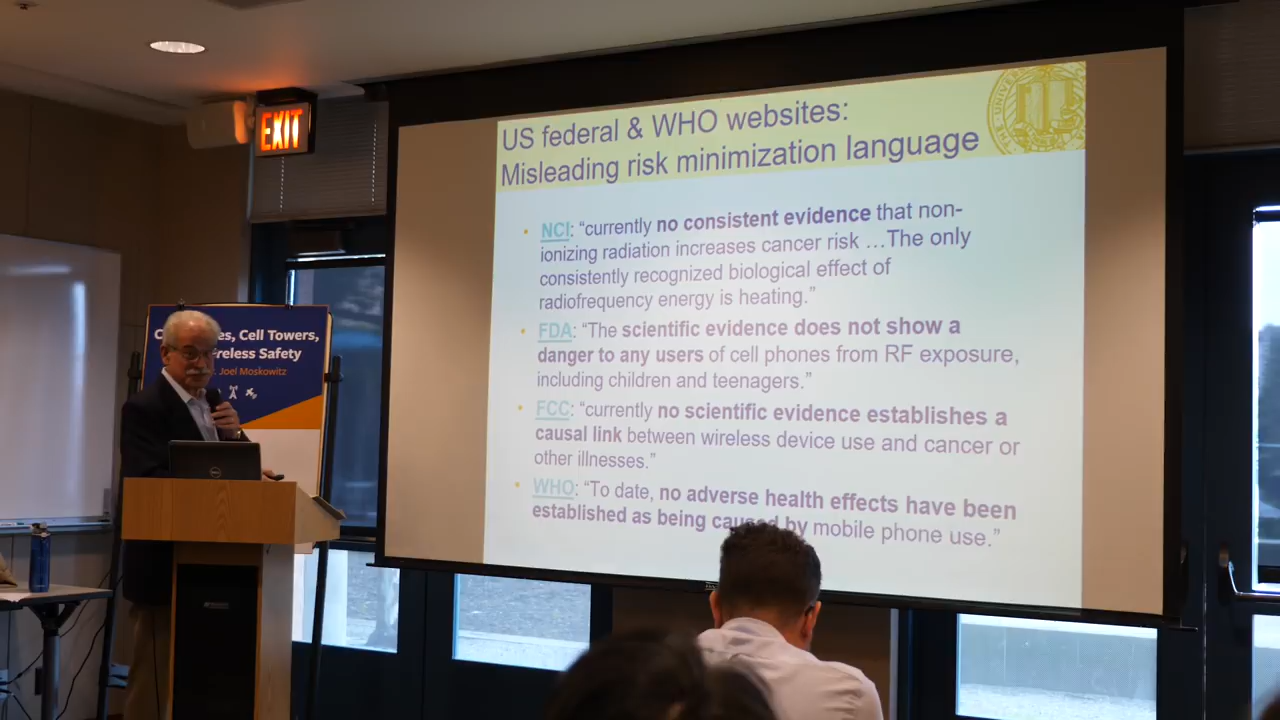 EXIT
US federal & WHO websites:
Misleading risk minimization language
• NCI: “currently no consistent evidence that non-
ionizing radiation increases cancer risk …The only
consistently recognized biological effect of
radiofrequency energy is heating.”
• FDA: “The scientific evidence does not show a
danger to any users of cell phones from RF exposure,
including children and teenagers.”
• FCC: “currently no scientific evidence establishes a
causal link between wireless device use and cancer or
other illnesses.”
• WHO: “To date, no adverse health effects have been
established as being caused by mobile phone use.”
Cell Towers,
Safety
Joel Moskowitz
DELL